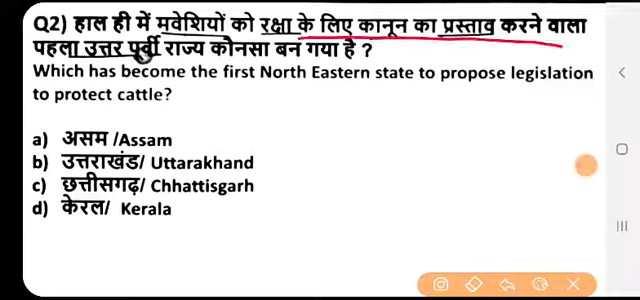 Q2) हाल ही में मवेशियों को रक्षा के लिए कानून का प्रस्ताव करने वाला
पहला उत्तर पूर्वी राज्य कौनसा बन गया है ?
Which has become the first North Eastern state to propose legislation
to protect cattle?
a) असम /Assam
b) उत्तराखंड/ Uttarakhand
c) छत्तीसगढ़/ Chhattisgarh
d) केरल/ Kerala